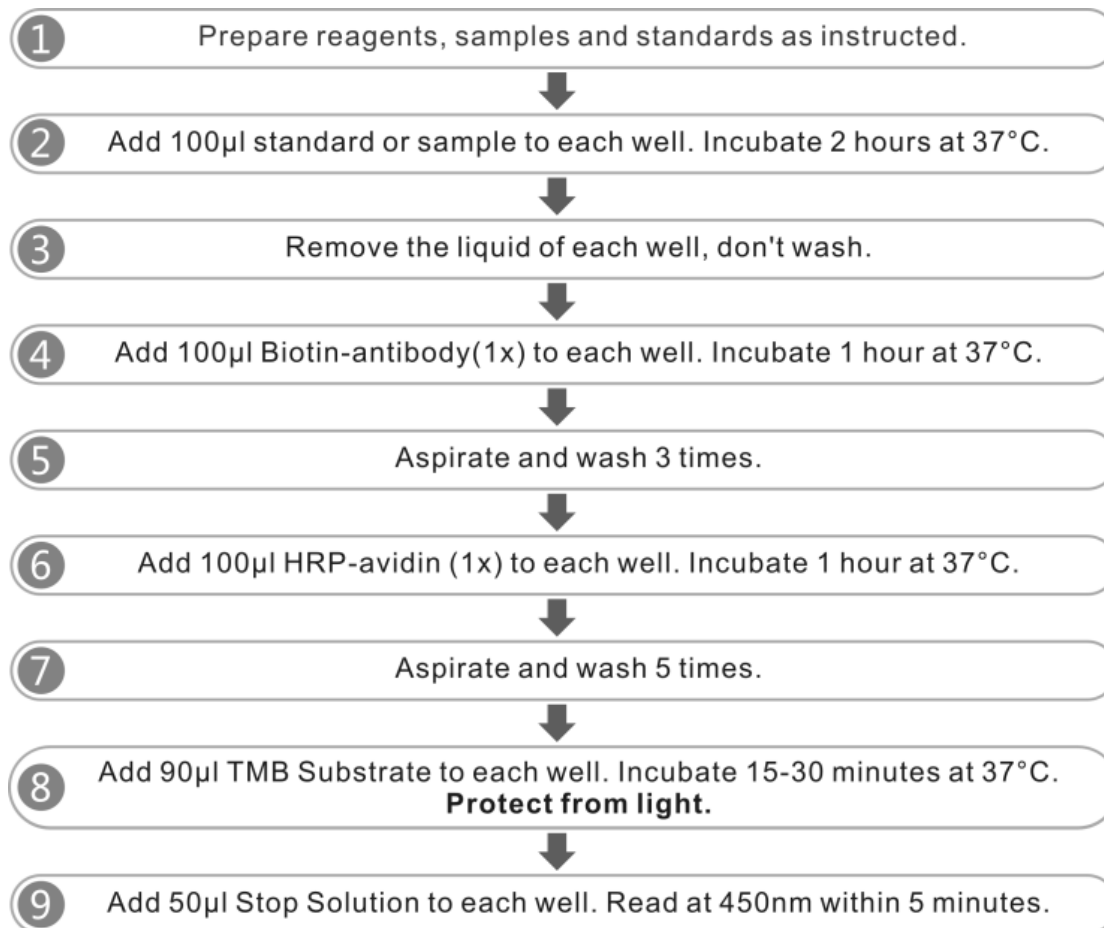 1 Prepare reagents, samples and standards as instructed.
2 Add 100µl standard or sample to each well. Incubate 2 hours at 37°C.
3 Remove the liquid of each well, don't wash.
4 Add 100µl Biotin-antibody(1x) to each well. Incubate 1 hour at 37°C.
5 Aspirate and wash 3 times.
6 Add 100µl HRP-avidin (1x) to each well. Incubate 1 hour at 37°C.
7 Aspirate and wash 5 times.
8 Add 90µl TMB Substrate to each well. Incubate 15-30 minutes at 37°C.
Protect from light.
9 Add 50µl Stop Solution to each well. Read at 450nm within 5 minutes.